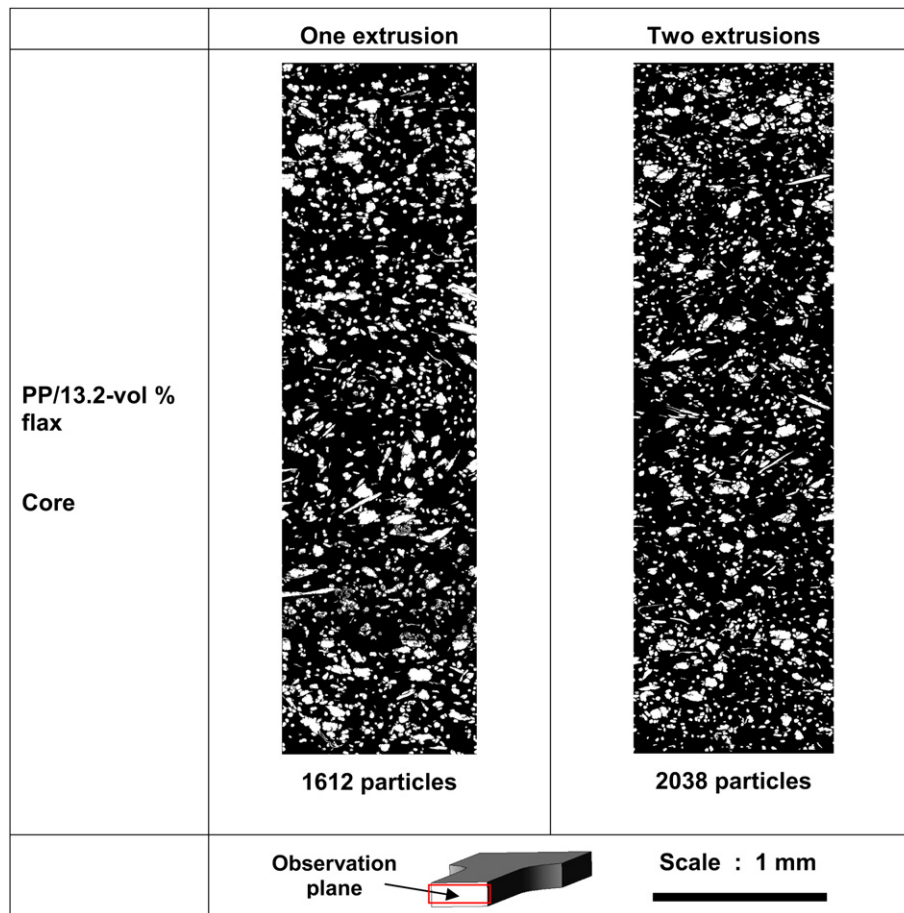 One extrusion
Two extrusions
PP/13.2-vol %
flax
Core
1612 particles
2038 particles
Observation
plane
Scale : 1 mm